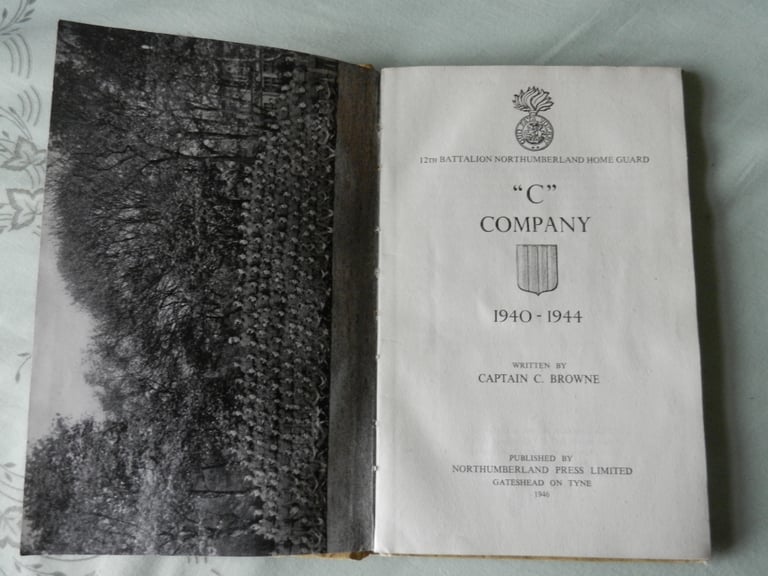 12TH BATTALION NORTHUMBERLAND HOME GUARD
"C"
COMPANY
1940 - 1944
WRITTEN BY
CAPTAIN C. BROWNE
PUBLISHED BY
NORTHUMBERLAND PRESS LIMITED
GATESHEAD ON TYNE
1946